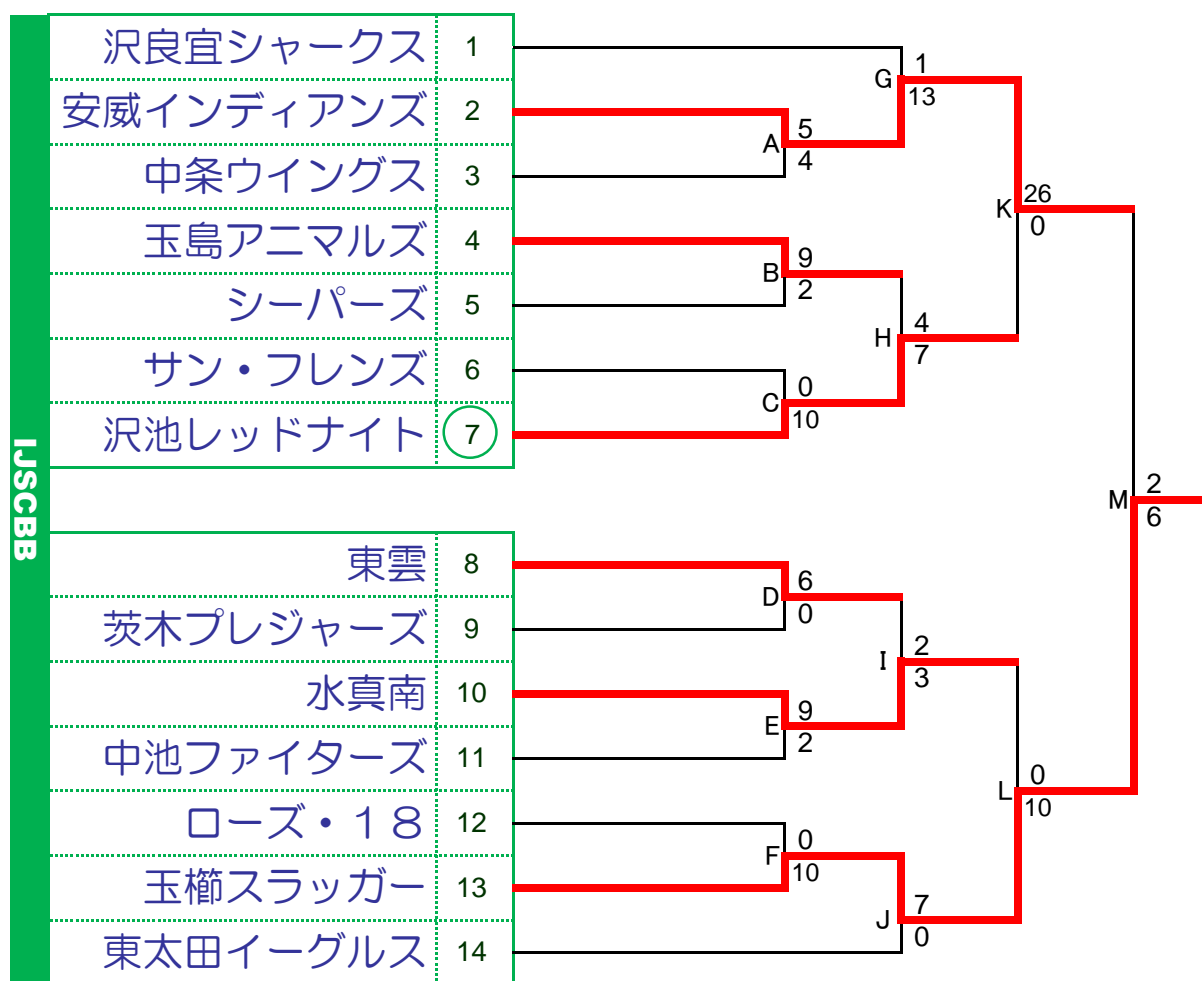 IJSCBB
沢良宜シャークス 1
安威インディアンズ 2
中条ウイングス 3
玉島アニマルズ 4
シーパーズ 5
サン・フレンズ 6
沢池レッドナイト 7
東雲 8
茨木プレジャーズ 9
水真南 10
中池ファイターズ 11
ローズ・１８ 12
玉櫛スラッガー 13
東太田イーグルス 14
A 5
4
B 9
2
C 0
10
D 6
0
E 9
2
F 0
10
G 1
13
H 4
7
I 2
3
J 7
0
K 26
0
L 0
10
M 2
6